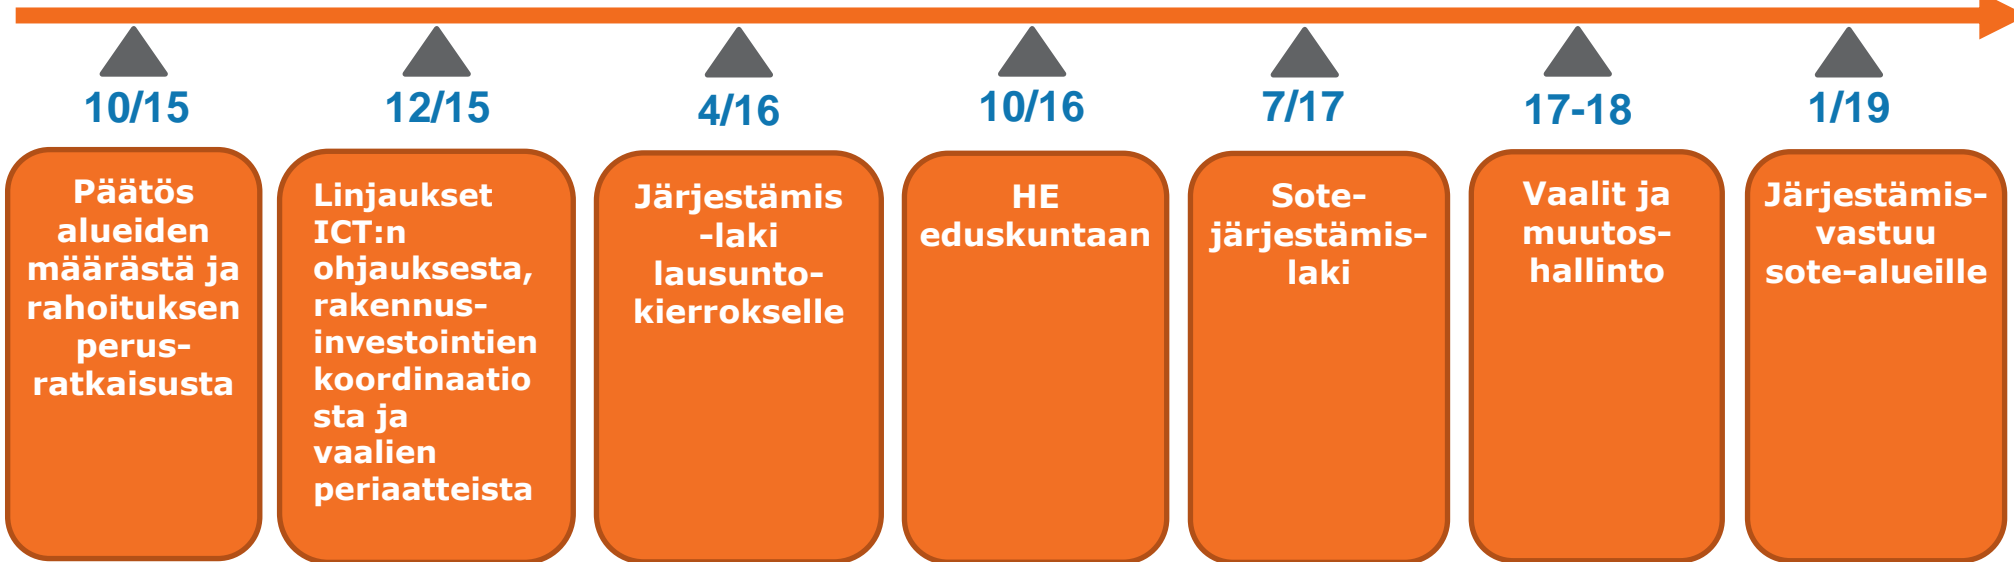 10/15
Päätös
alueiden
määrästä ja
rahoituksen
perus-
ratkaisusta
12/15
Linjaukset
ICT:n
ohjauksesta,
rakennus-
investointien
koordinaatio
sta ja
vaalien
periaatteista
4/16
Järjestämis
-laki
lausunto-
kierrokselle
10/16
HE
eduskuntaan
7/17
Sote-
järjestämis-
laki
17-18
Vaalit ja
muutos-
hallinto
1/19
Järjestämis-
vastuu
sote-alueille